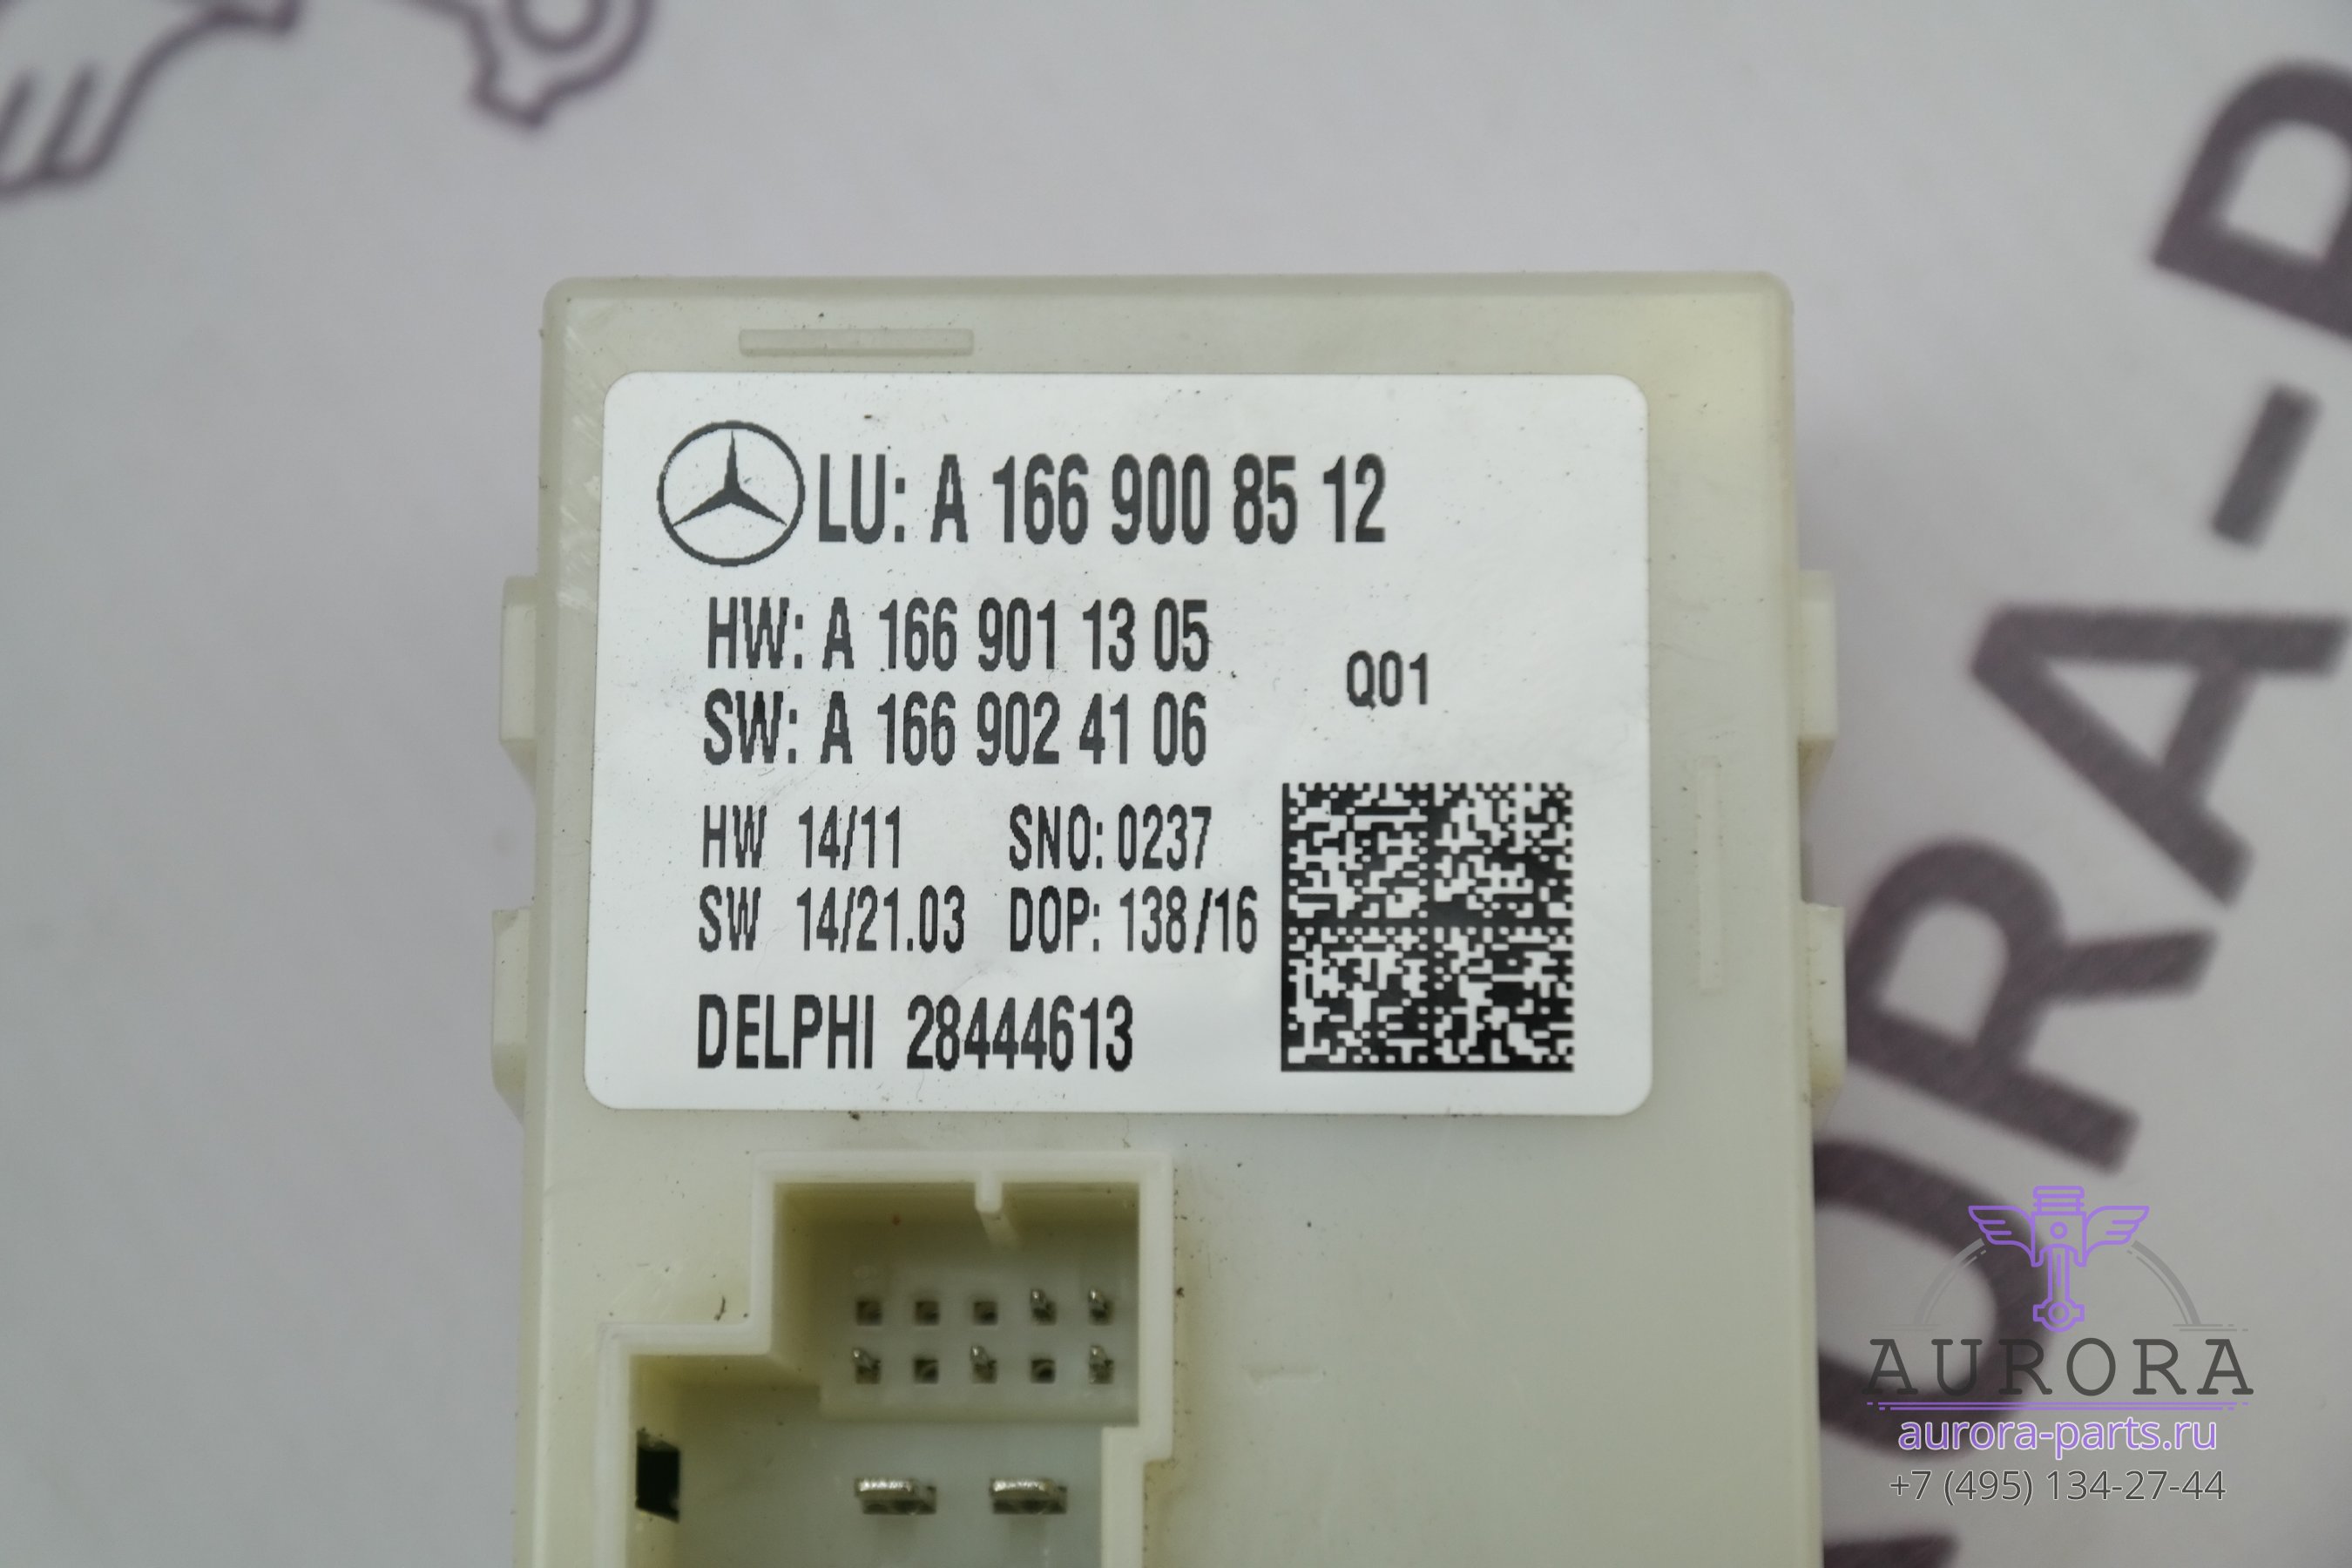 LU: A 166 900 85 12
HW: A 166 901 13 05
Q01
SW: A 166 902 41 06
HW 14/11 SNO: 0237
SW 14/21.03 DOP: 138/16
DELPHI 28444613
AURORA
aurora-parts.ru
+7 (495) 134-27-44